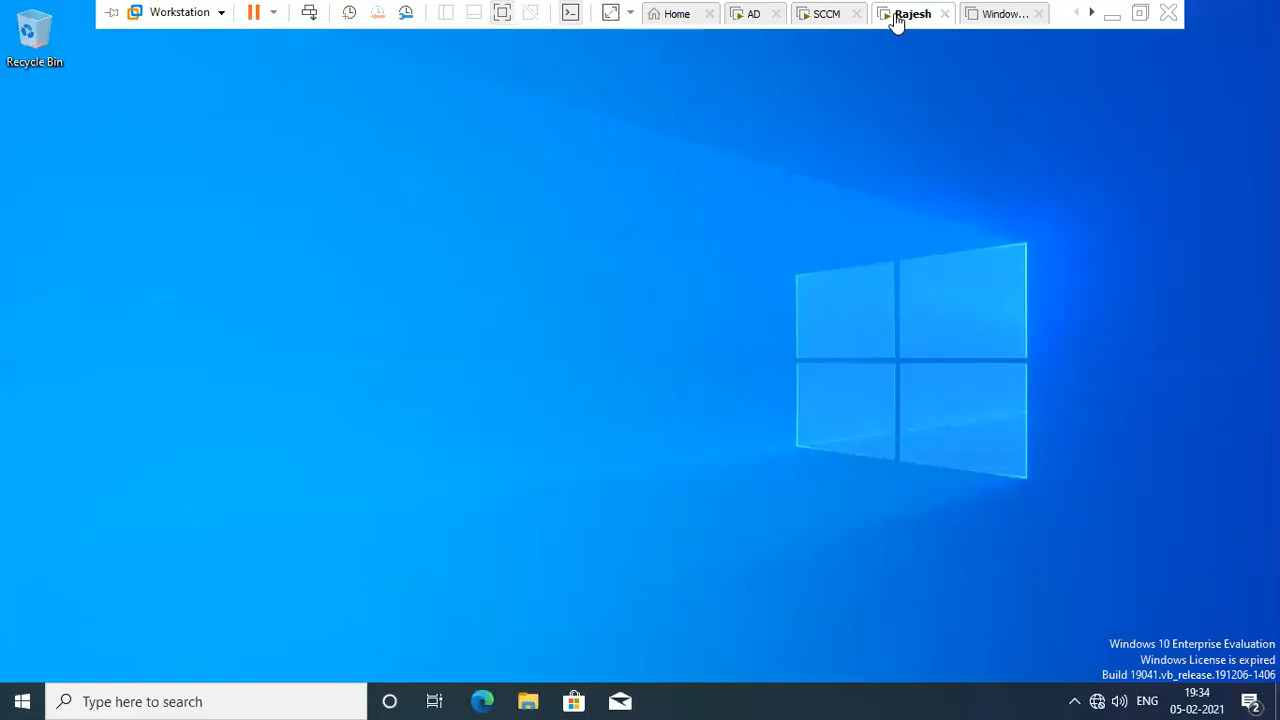 Workstation
Home
AD
SCCM
Rajesh
Window...
Recycle Bin
Windows 10 Enterprise Evaluation
Windows License is expired
Build 19041.vb_release.191206-1406
Type here to search
ENG
19:34
05-02-2021
2